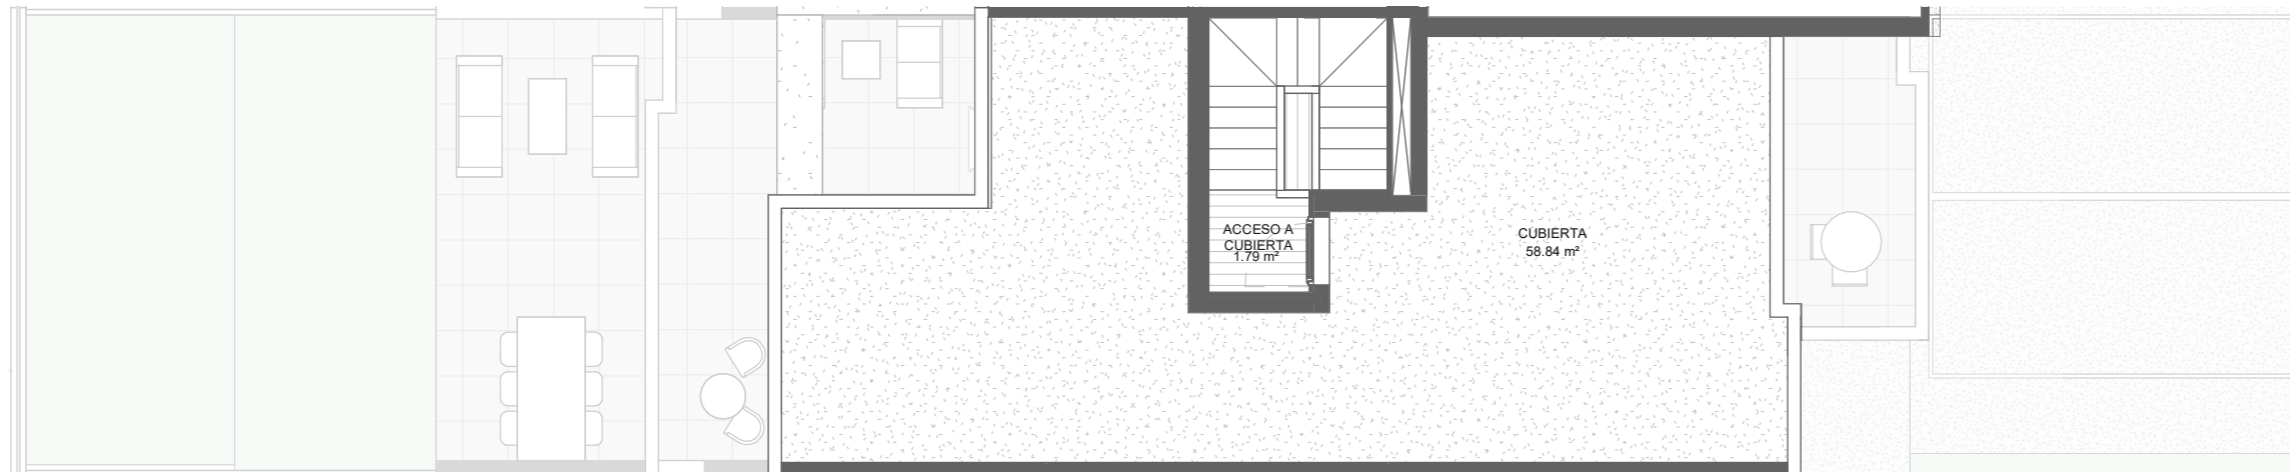 ACCESO A
CUBIERTA
1.79 m²
CUBIERTA
58.84 m²